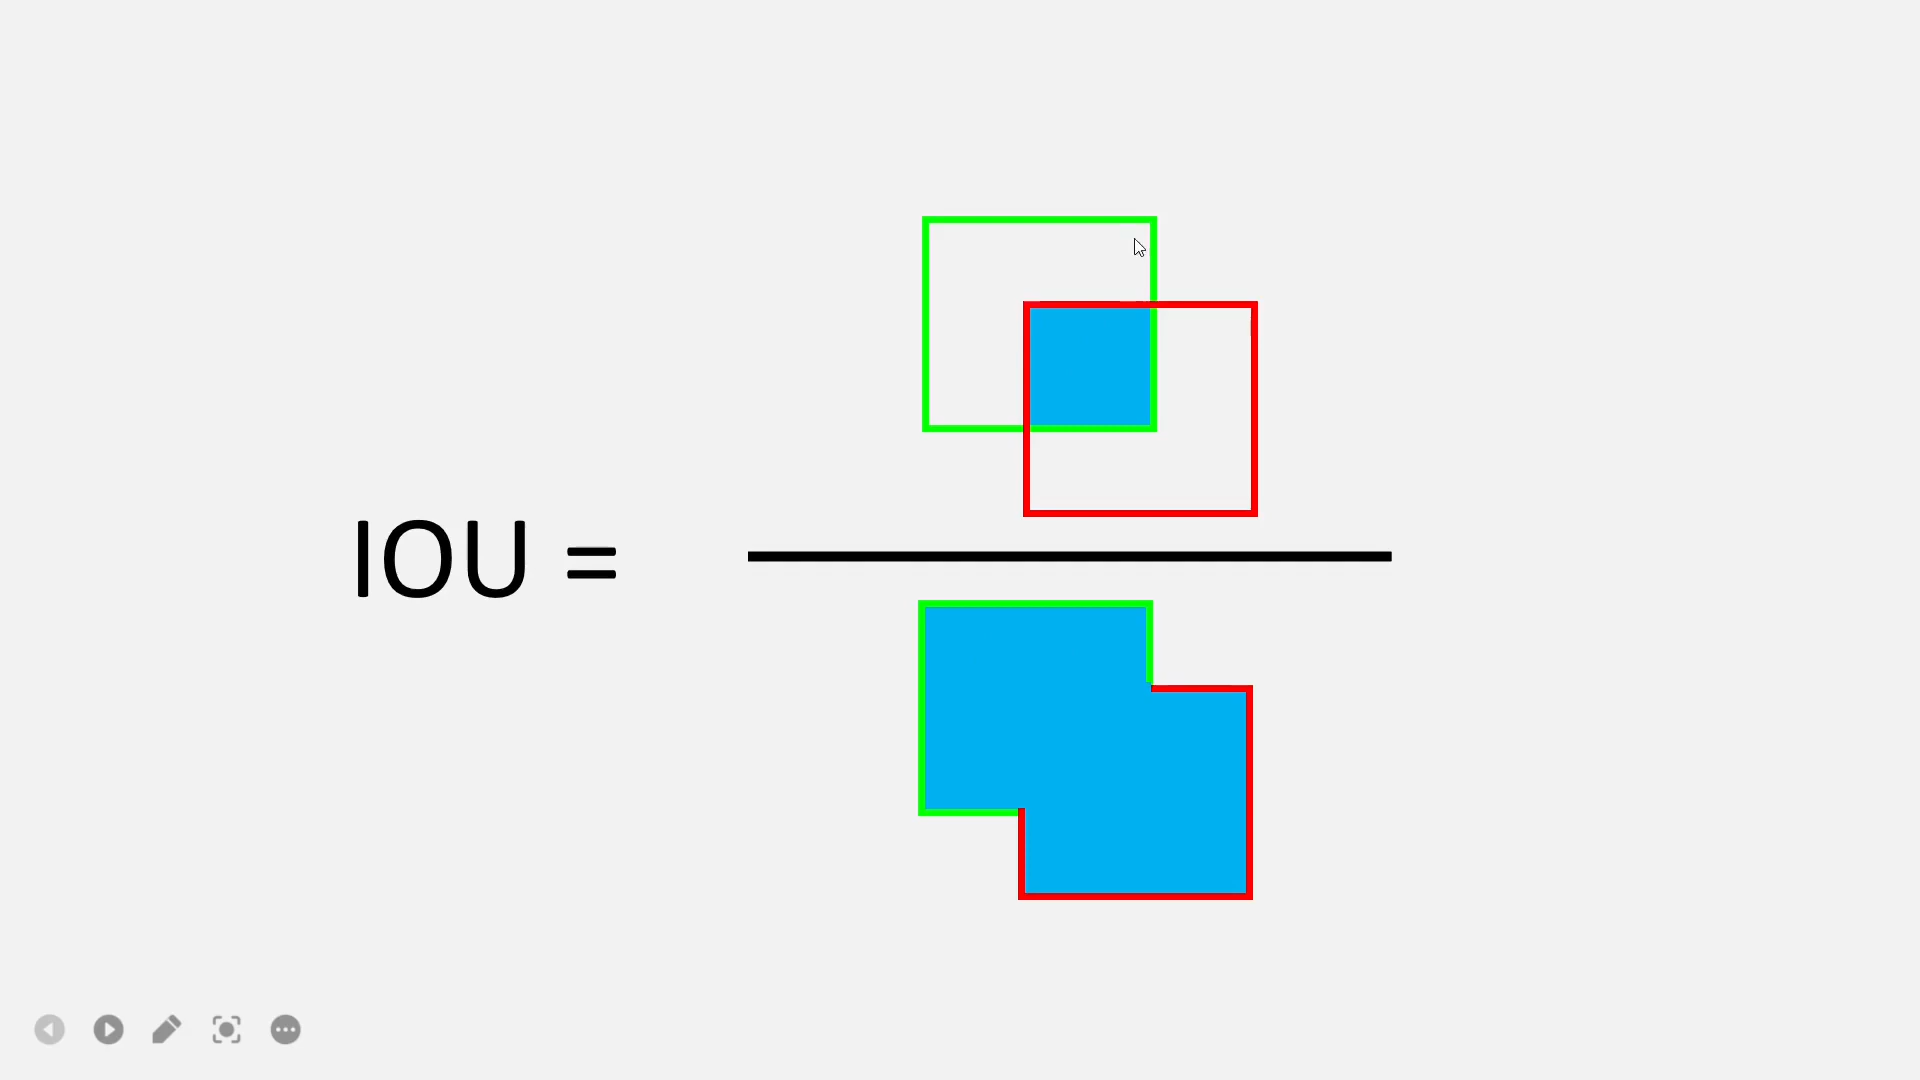 IOU =